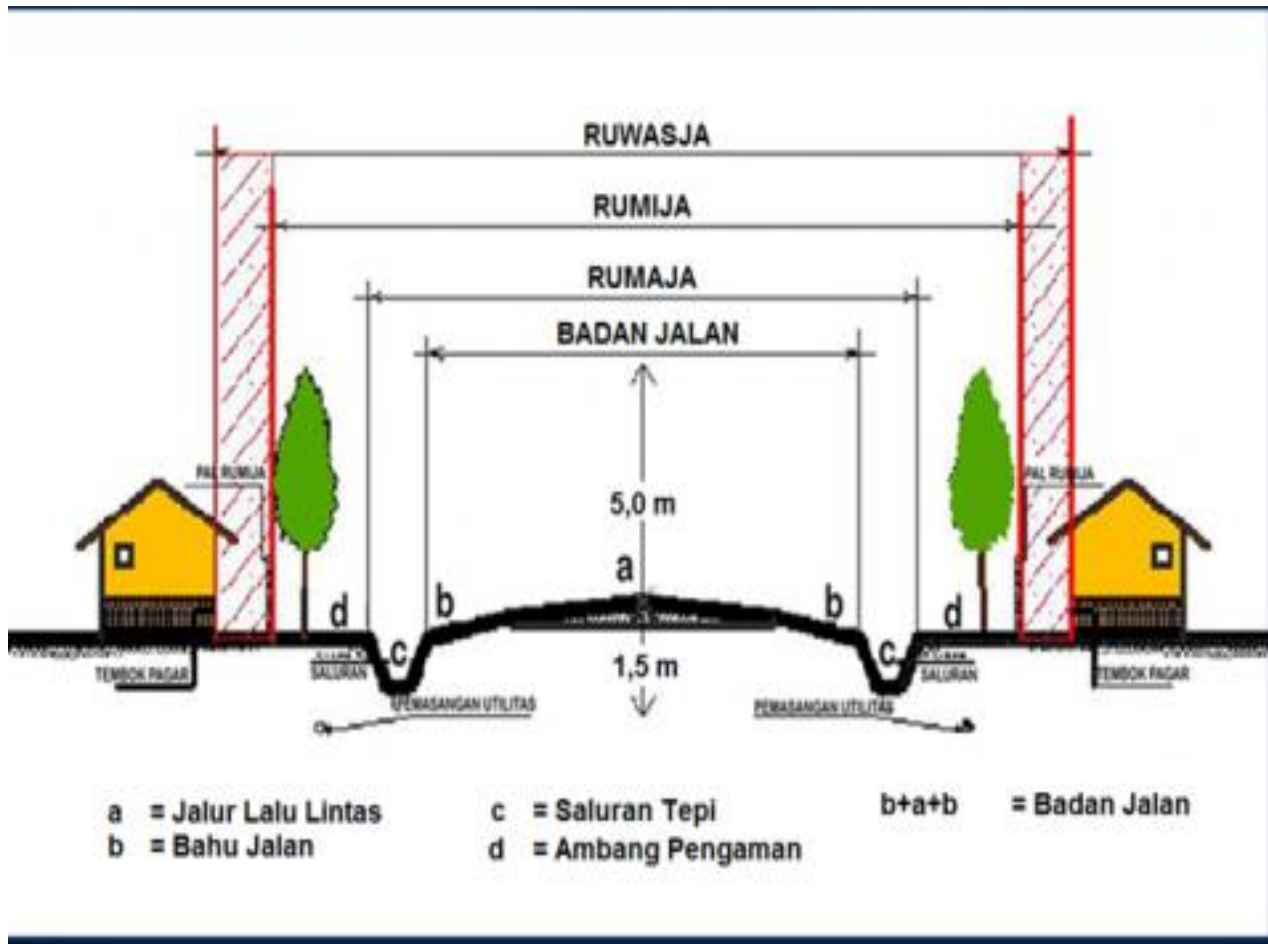 RUWASJA
RUMIJA
RUMAJA
BADAN JALAN
PAL RUMIJA
PAL RUMIJA
5,0 m
a
b
b
d
d
c
c
1,5 m
SALURAN
SALURAN
TEMBOK PAGAR
TEMBOK PAGAR
PEMASANGAN UTILITAS
PEMASANGAN UTILITAS
a = Jalur Lalu Lintas
b = Bahu Jalan
c = Saluran Tepi
d = Ambang Pengaman
b+a+b = Badan Jalan